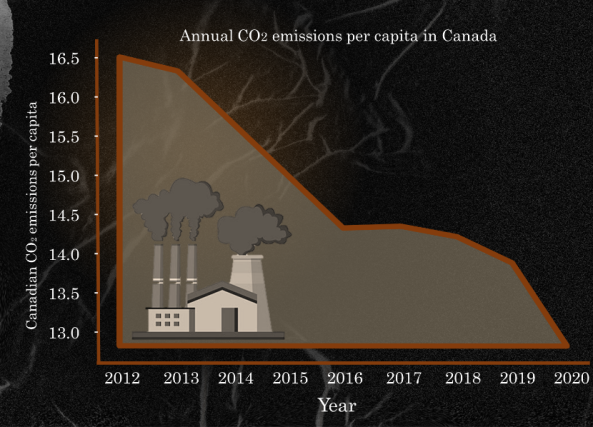 Annual CO2 emissions per capita in Canada
Canadian CO₂ emissions per capita
16.5
16.0
15.5
15.0
14.5
14.0
13.5
13.0
2012 2013 2014 2015 2016 2017 2018 2019 2020
Year